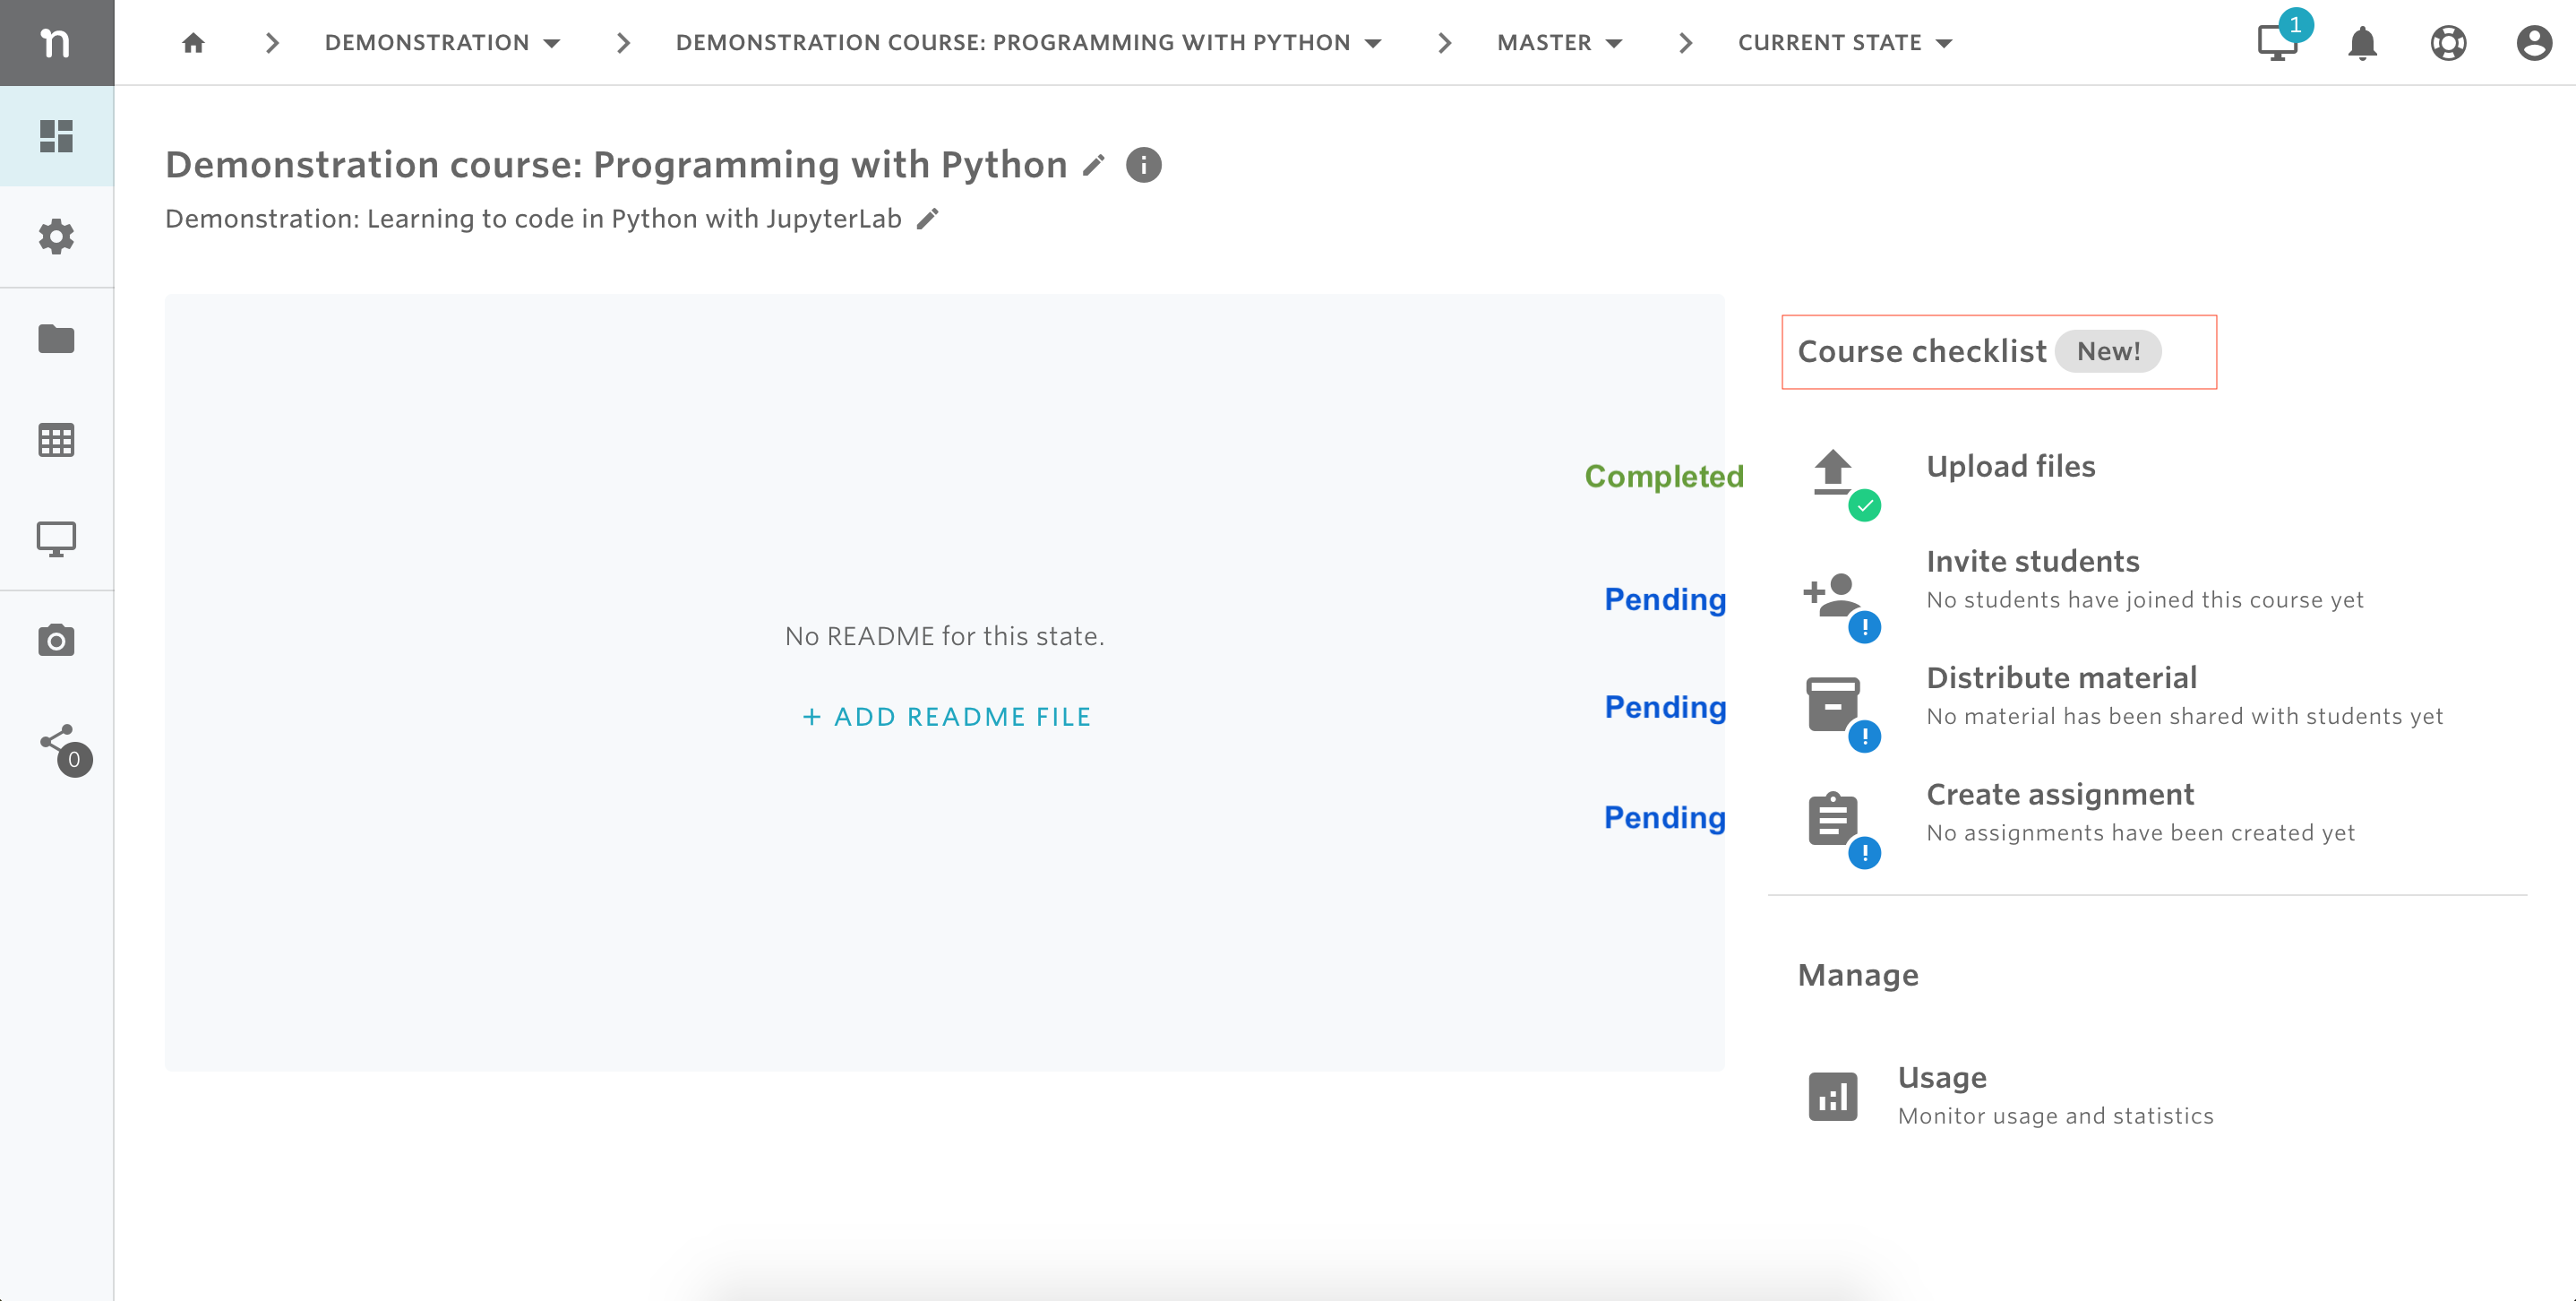 n
DEMONSTRATION
DEMONSTRATION COURSE: PROGRAMMING WITH PYTHON
MASTER
CURRENT STATE
1
Demonstration course: Programming with Python
Demonstration: Learning to code in Python with JupyterLab
No README for this state.
+ ADD README FILE
0
Course checklist New!
Completed
Upload files
Invite students
Pending
No students have joined this course yet
Distribute material
Pending
No material has been shared with students yet
Create assignment
Pending
No assignments have been created yet
Manage
Usage
Monitor usage and statistics